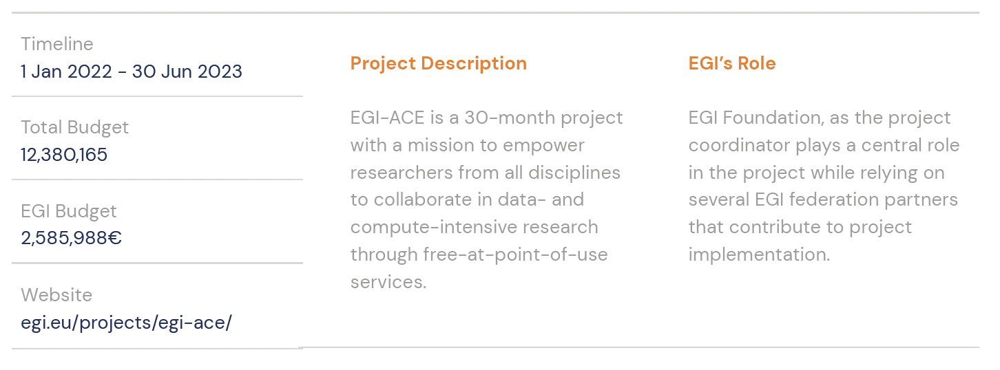 Timeline
1 Jan 2022 - 30 Jun 2023
Total Budget
12,380,165
EGI Budget
2,585,988€
Website
egi.eu/projects/egi-ace/
Project Description
EGI-ACE is a 30-month project
with a mission to empower
researchers from all disciplines
to collaborate in data- and
compute-intensive research
through free-at-point-of-use
services.
EGI’s Role
EGI Foundation, as the project
coordinator plays a central role
in the project while relying on
several EGI federation partners
that contribute to project
implementation.